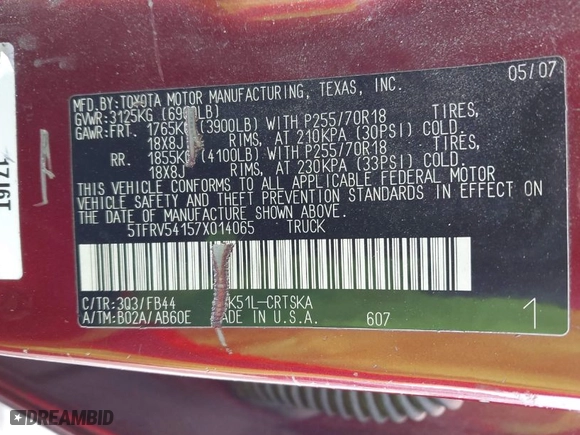 MFD.BY:TOYOTA MOTOR MANUFACTURING, TEXAS, INC. 05/07
GVWR:3125KG (6900LB)
GAWR:FRT. 1765KG (3900LB) WITH P255/70R18 TIRES,
18X8J RIMS, AT 210KPA (30PSI) COLD.
RR. 1855KG (4100LB) WITH P255/70R18 TIRES,
18X8J RIMS, AT 230KPA (33PSI) COLD.
THIS VEHICLE CONFORMS TO ALL APPLICABLE FEDERAL MOTOR
VEHICLE SAFETY AND THEFT PREVENTION STANDARDS IN EFFECT ON
THE DATE OF MANUFACTURE SHOWN ABOVE.
5TFRV54157X014065 TRUCK
C/TR:3Q3/FB44 K51L-CRTSKA
A/TM:B02A/AB60E MADE IN U.S.A. 607 1
DREAMBID